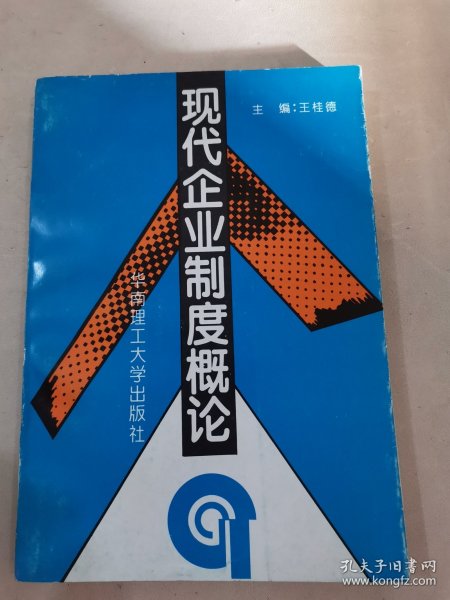 主 编:王桂德
现代企业制度概论
华南理工大学出版社
孔夫子旧书网
www.kongfz.com